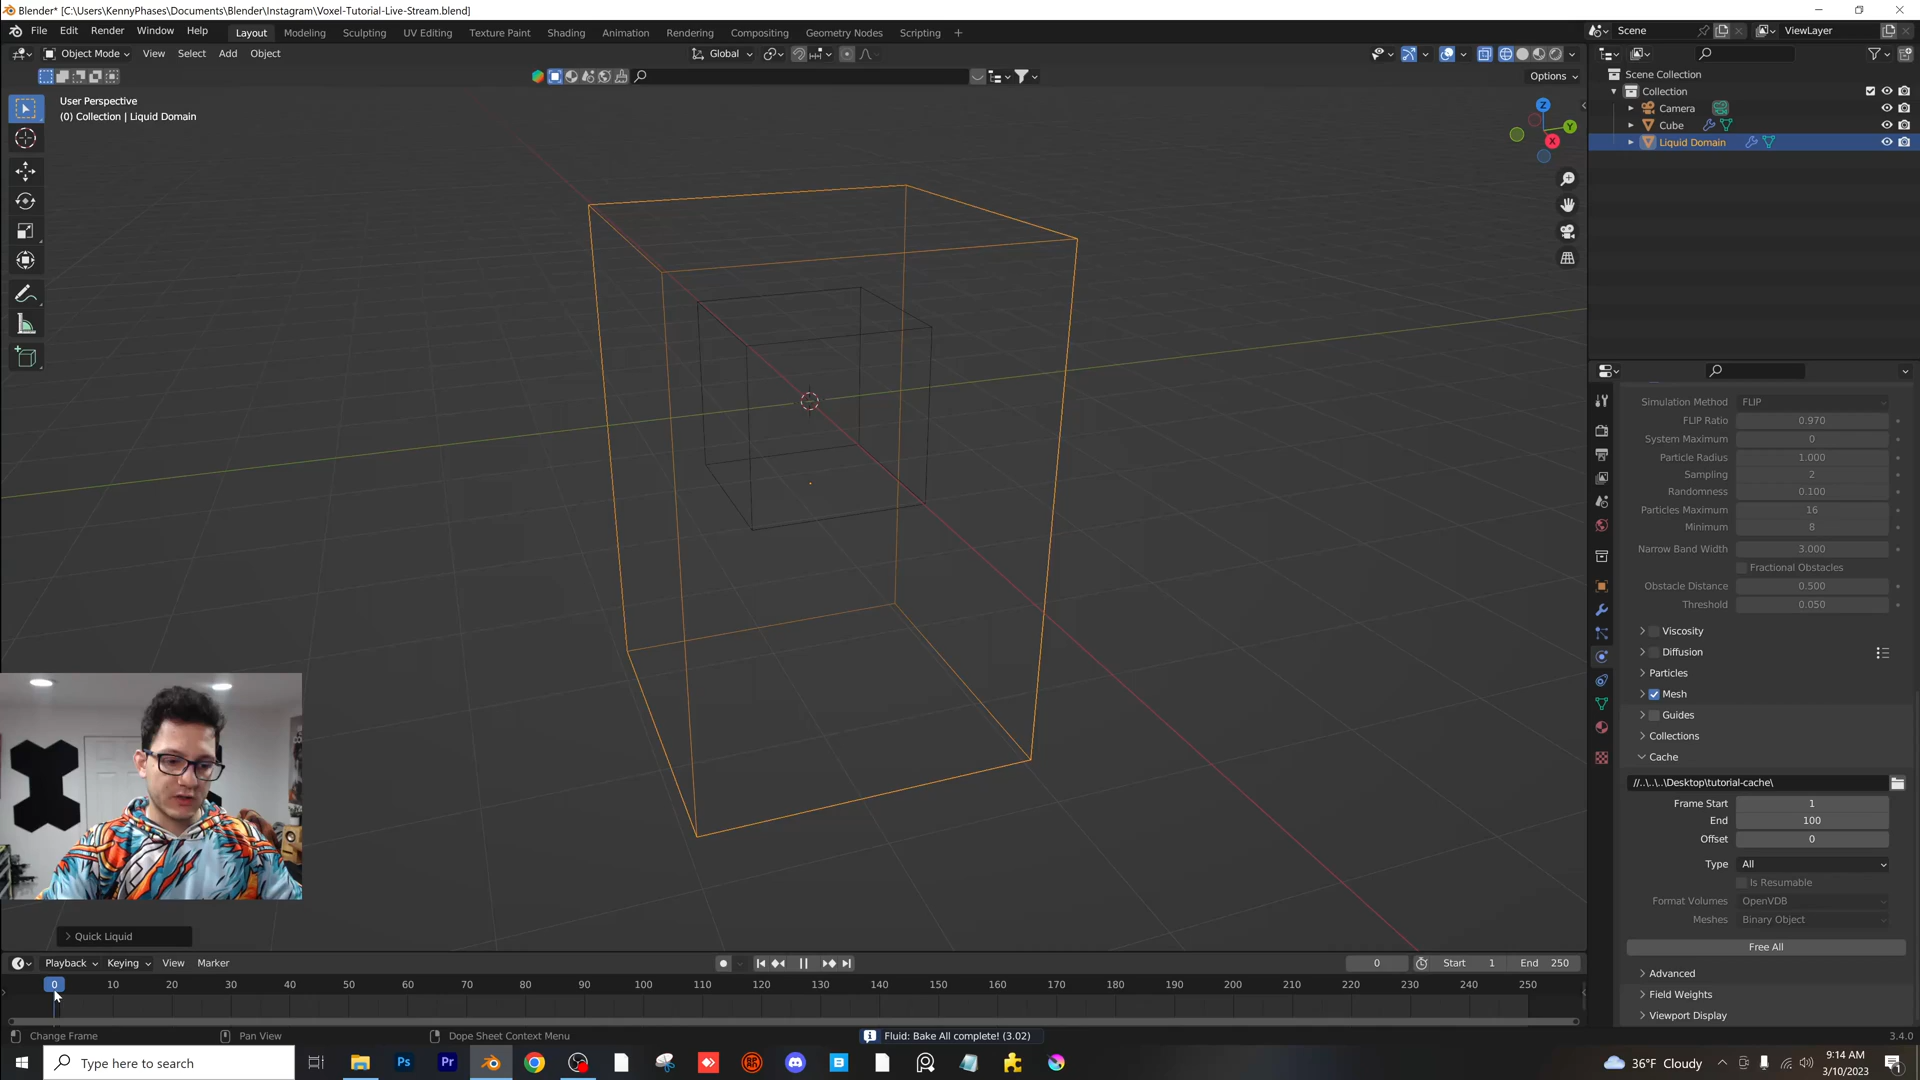 Blender* [C:\Users\KennyPhases\Documents\Blender\Instagram\Voxel-Tutorial-Live-Stream.blend]
File Edit Render Window Help Layout Modeling Sculpting UV Editing Texture Paint Shading Animation Rendering Compositing Geometry Nodes Scripting + Scene ViewLayer
Object Mode View Select Add Object Global
Options
User Perspective
(0) Collection | Liquid Domain
Z
Y
X
Scene Collection
Collection
Camera
Cube
Liquid Domain
Simulation Method FLIP
FLIP Ratio 0.970
System Maximum 0
Particle Radius 1.000
Sampling 2
Randomness 0.100
Particles Maximum 16
Minimum 8
Narrow Band Width 3.000
Fractional Obstacles
Obstacle Distance 0.500
Threshold 0.050
Viscosity
Diffusion
Particles
Mesh
Guides
Collections
Cache
//..\..\..\Desktop\tutorial-cache\
Frame Start 1
End 100
Offset 0
Type All
Is Resumable
Format Volumes OpenVDB
Meshes Binary Object
Free All
Advanced
Field Weights
Viewport Display
Quick Liquid
Playback Keying View Marker 0 Start 1 End 250
0 10 20 30 40 50 60 70 80 90 100 110 120 130 140 150 160 170 180 190 200 210 220 230 240 250
Change Frame Pan View Dope Sheet Context Menu Fluid: Bake All complete! (3.02) 3.4.0
Type here to search Ps Pr 36°F Cloudy
9:14 AM
3/10/2023
1